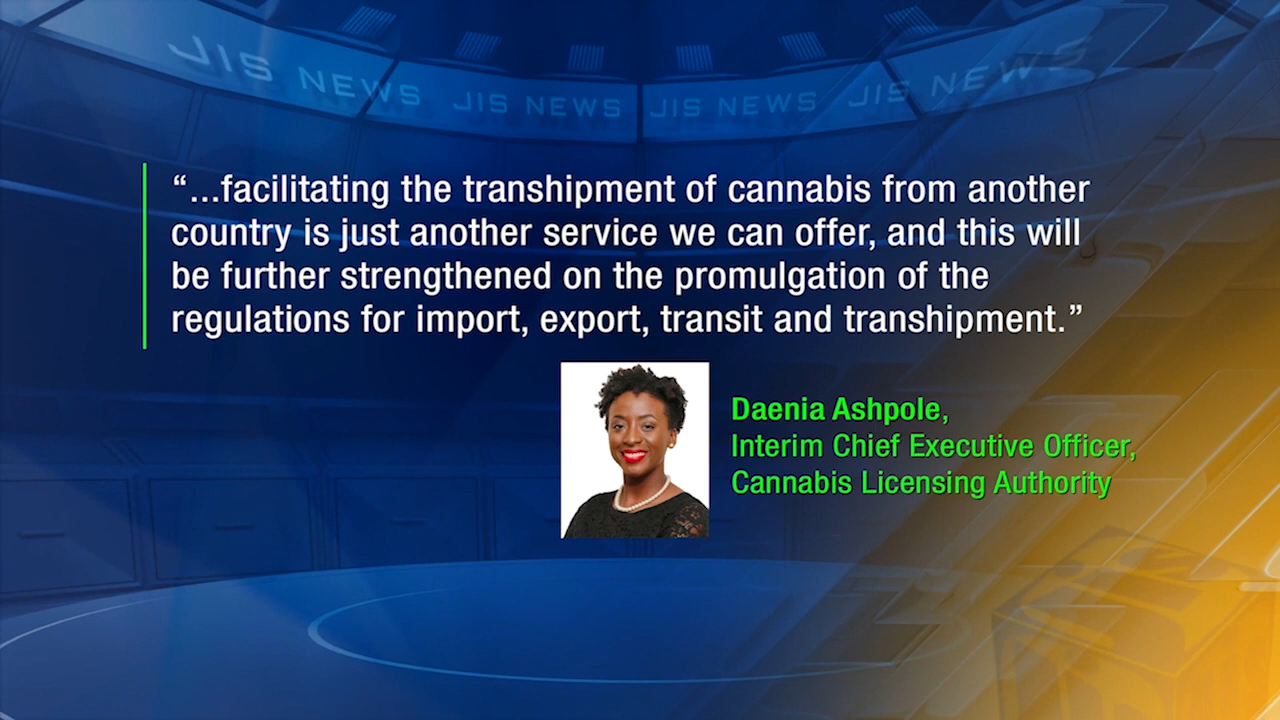 JIS NEWS JIS NEWS JIS NEWS JIS NEWS
“...facilitating the transhipment of cannabis from another
country is just another service we can offer, and this will
be further strengthened on the promulgation of the
regulations for import, export, transit and transhipment.”
Daenia Ashpole,
Interim Chief Executive Officer,
Cannabis Licensing Authority